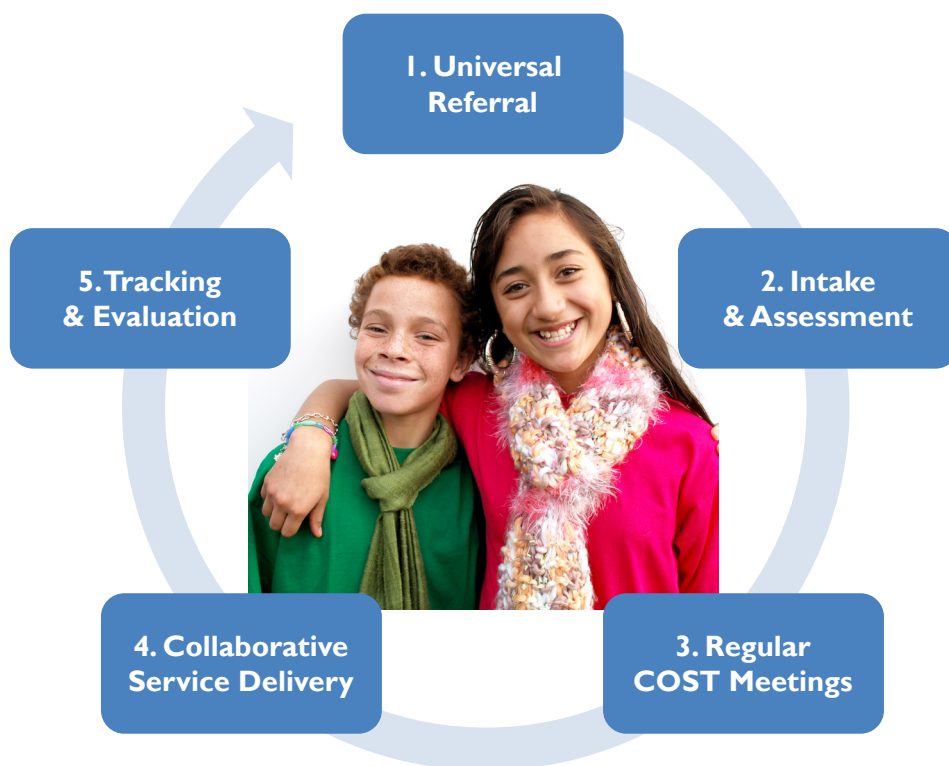 1. Universal
Referral
2. Intake
& Assessment
3. Regular
COST Meetings
4. Collaborative
Service Delivery
5. Tracking
& Evaluation